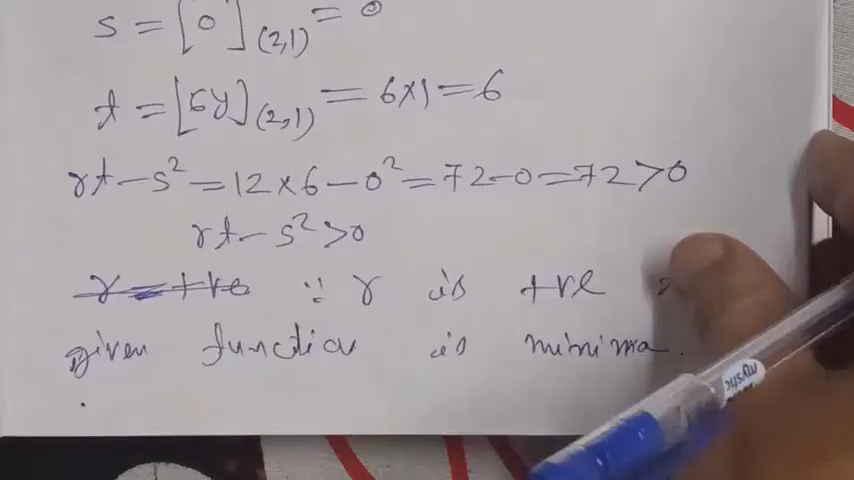 s = [0](2,1) = 0
t = [6y](2,1) = 6×1 = 6
rt - s² = 12×6 - 0² = 72-0 = 72>0
rt - s²>0
r = +ve ∵ r is +ve
given function is minima.
mystic